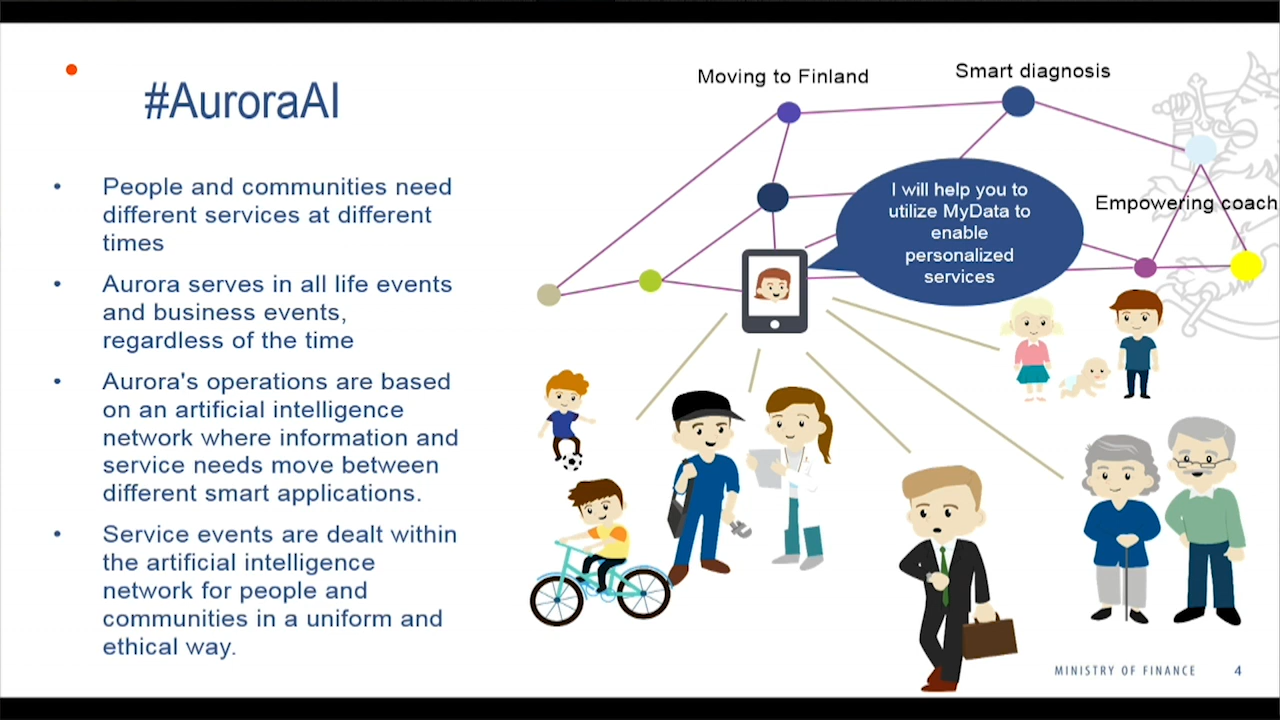 #AuroraAI
• People and communities need
different services at different
times
• Aurora serves in all life events
and business events,
regardless of the time
• Aurora's operations are based
on an artificial intelligence
network where information and
service needs move between
different smart applications.
• Service events are dealt within
the artificial intelligence
network for people and
communities in a uniform and
ethical way.
Moving to Finland
Smart diagnosis
Empowering coach
I will help you to
utilize MyData to
enable
personalized
services
MINISTRY OF FINANCE 4